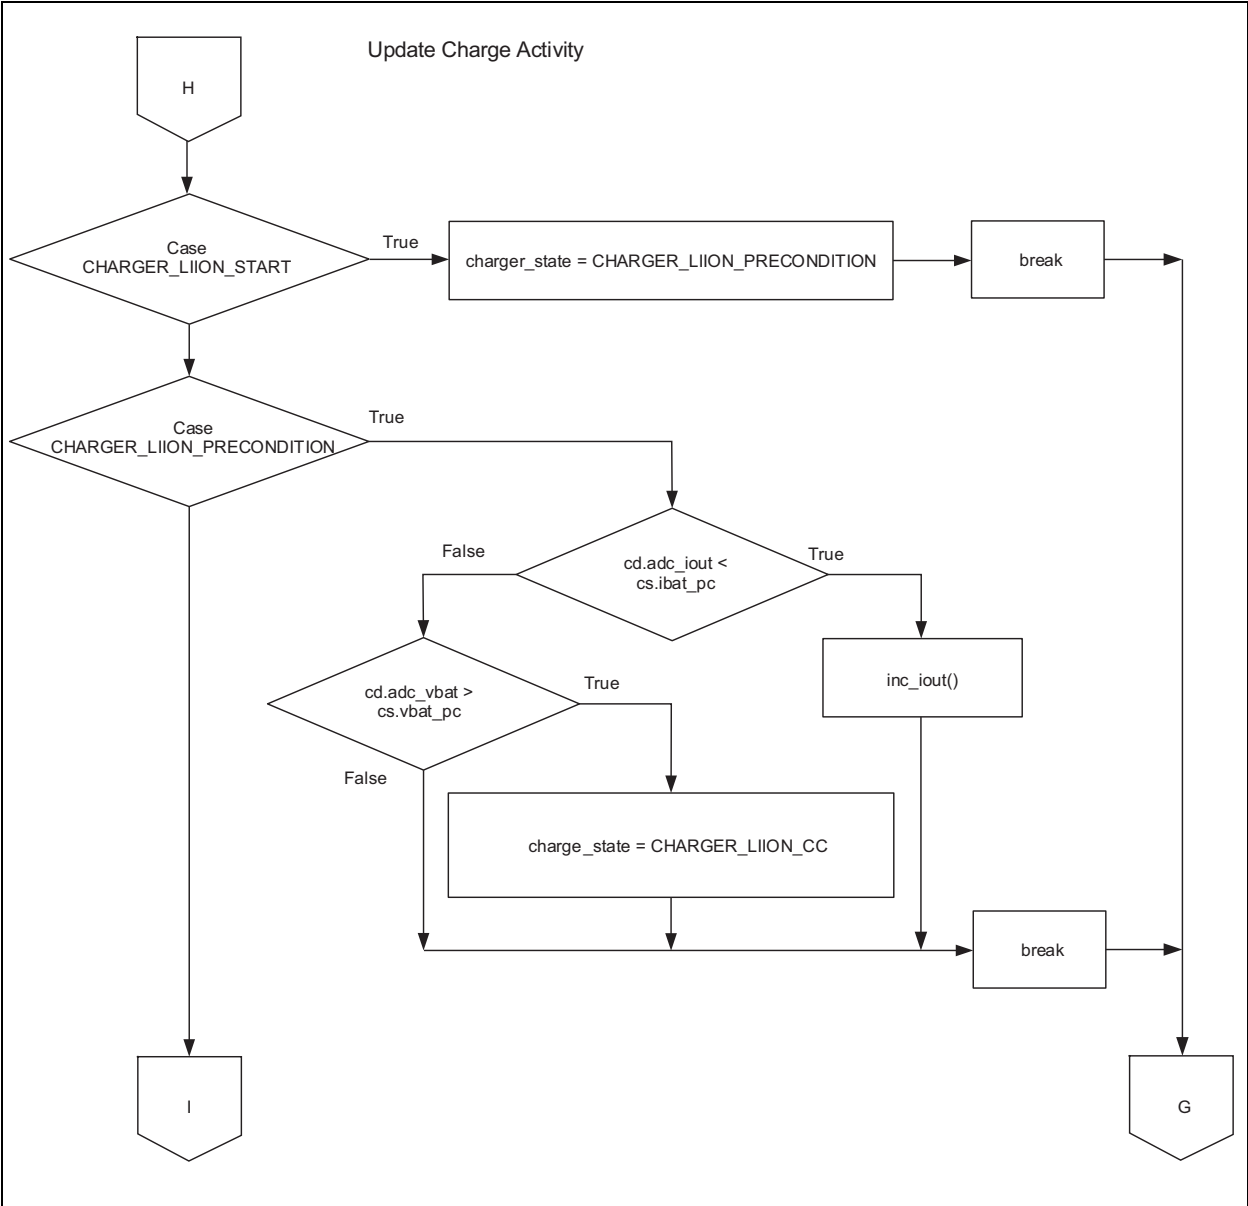 Update Charge Activity
H
Case
CHARGER_LIION_START
True
charger_state = CHARGER_LIION_PRECONDITION
break
Case
CHARGER_LIION_PRECONDITION
True
False
cd.adc_iout <
cs.ibat_pc
True
cd.adc_vbat >
cs.vbat_pc
True
inc_iout()
False
charge_state = CHARGER_LIION_CC
break
I
G